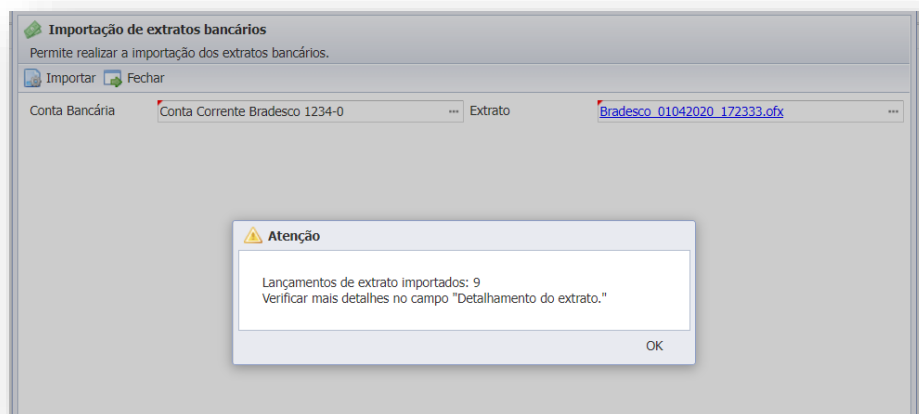 Importação de extratos bancários
Permite realizar a importação dos extratos bancários.
Importar Fechar
Conta Bancária Conta Corrente Bradesco 1234-0 ... Extrato Bradesco_01042020_172333.ofx ...
Atenção
Lançamentos de extrato importados: 9
Verificar mais detalhes no campo "Detalhamento do extrato."
OK